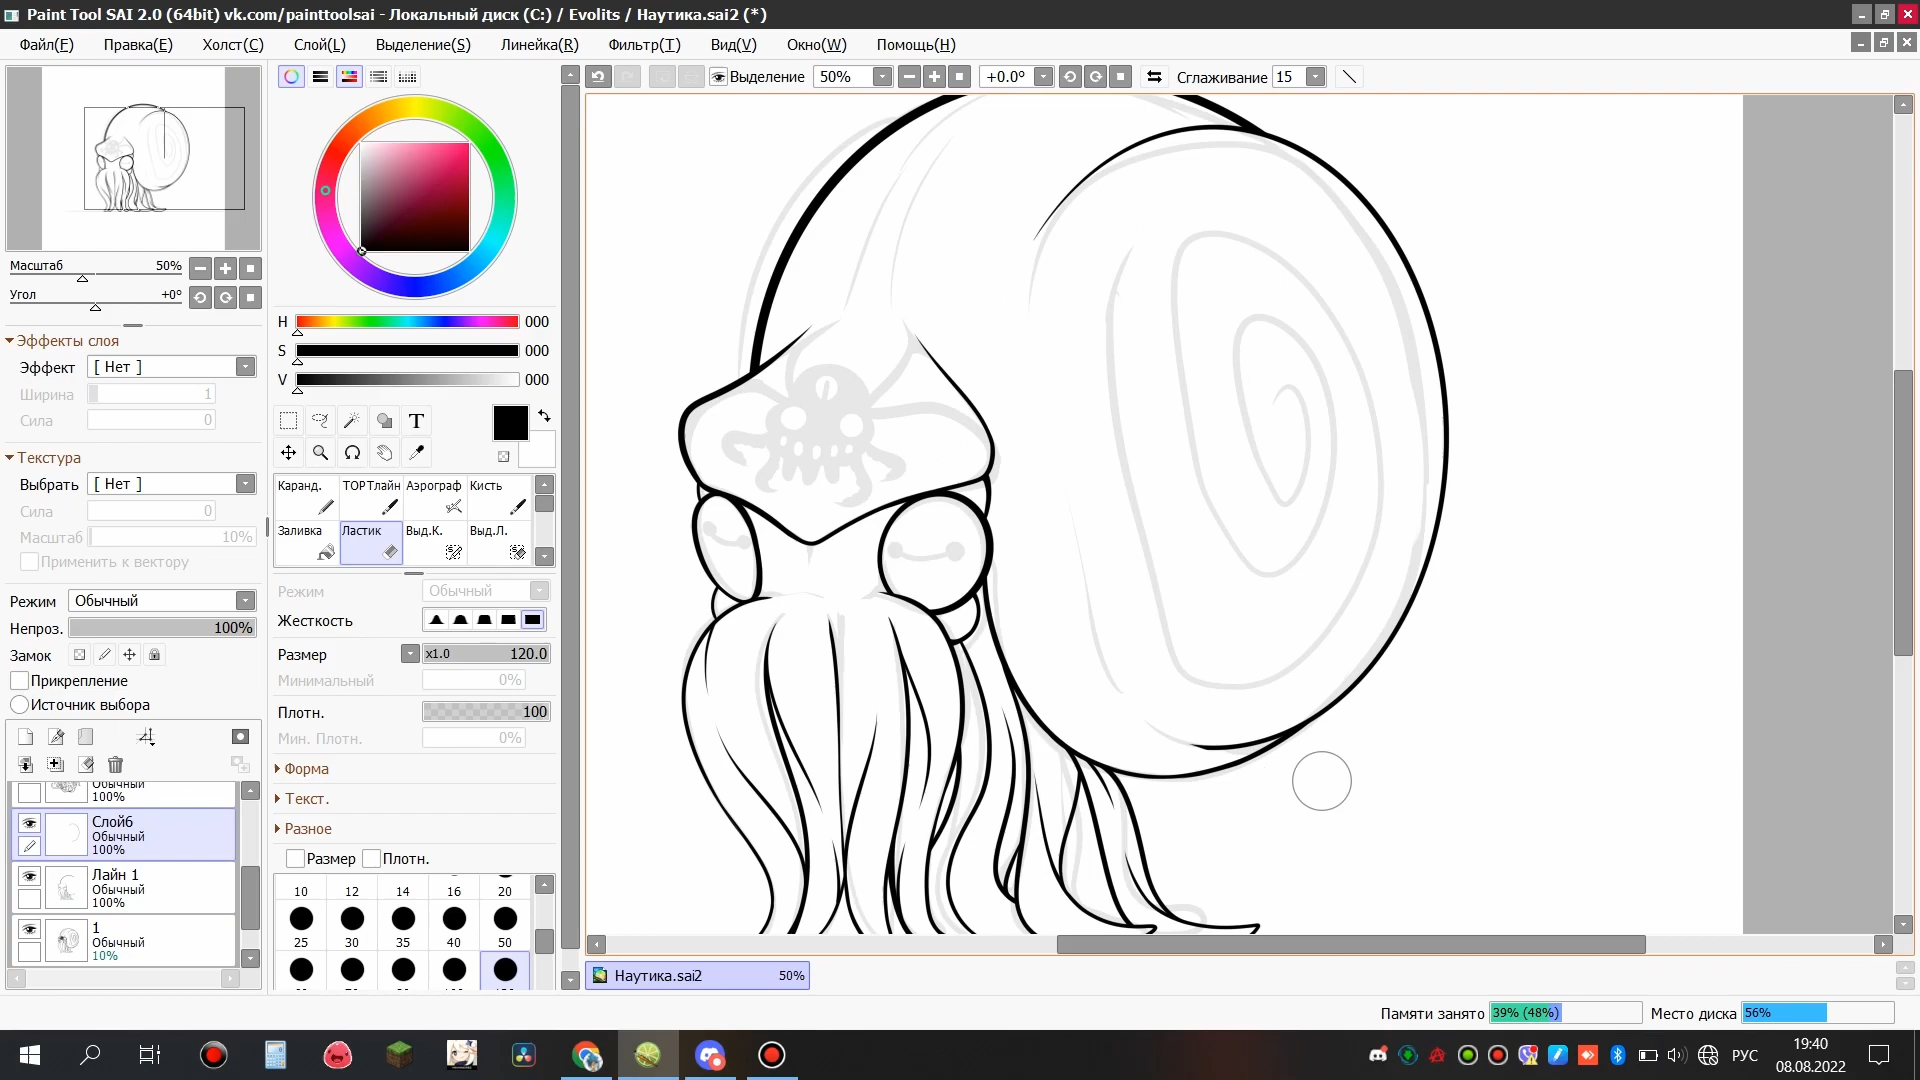 Paint Tool SAI 2.0 (64bit) vk.com/painttoolsai - Локальный диск (C:) / Evolits / Наутика.sai2 (*)
Файл(F) Правка(E) Холст(C) Слой(L) Выделение(S) Линейка(R) Фильтр(T) Вид(V) Окно(W) Помощь(H)
Выделение 50% +0.0° Сглаживание 15
Масштаб 50%
Угол +0°
Эффекты слоя
Эффект [ Нет ]
Ширина 1
Сила 0
Текстура
Выбрать [ Нет ]
Сила 0
Масштаб 10%
Применить к вектору
Режим Обычный
Непроз. 100%
Замок
Прикрепление
Источник выбора
Обычный
100%
Слой6
Обычный
100%
Лайн 1
Обычный
100%
1
Обычный
10%
H 000
S 000
V 000
T
Каранд. TOPTлайн Аэрограф Кисть
Заливка Ластик Выд.К. Выд.Л.
Режим Обычный
Жесткость
Размер x1.0 120.0
Минимальный 0%
Плотн. 100
Мин. Плотн. 0%
Форма
Текст.
Разное
Размер Плотн.
10 12 14 16 20
25 30 35 40 50
Наутика.sai2 50%
Памяти занято 39% (48%) Место диска 56%
РУС
19:40
08.08.2022